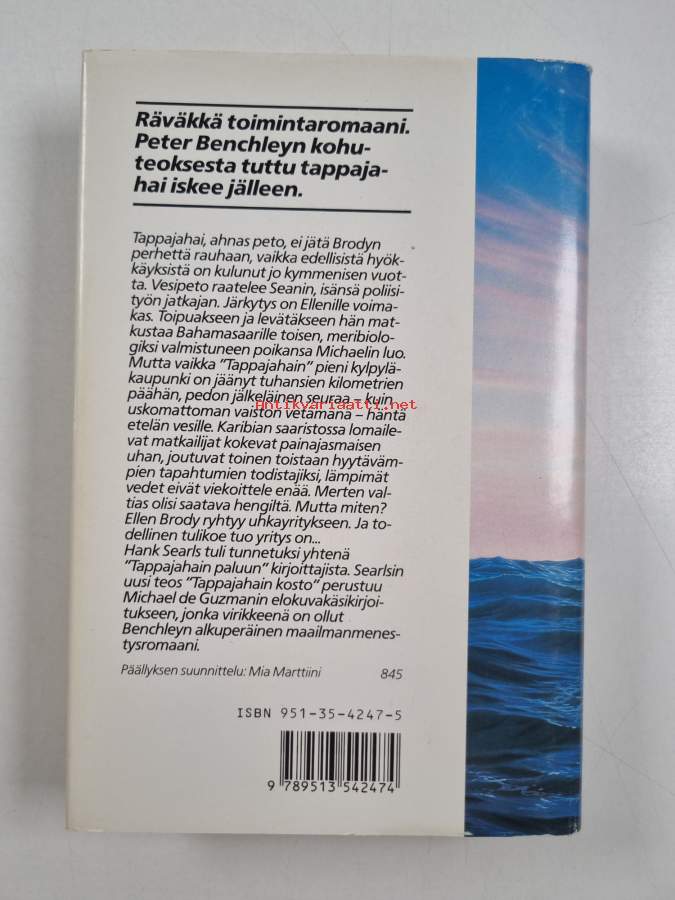 Räväkkä toimintaromaani.
Peter Benchleyn kohu-
teoksesta tuttu tappaja-
hai iskee jälleen.
Tappajahai, ahnas peto, ei jätä Brodyn
perhettä rauhaan, vaikka edellisistä hyök-
käyksistä on kulunut jo kymmenisen vuot-
ta. Vesipeto raatelee Seanin, isänsä poliisi-
työn jatkajan. Järkytys on Ellenille voima-
kas. Toipuakseen ja levätäkseen hän mat-
kustaa Bahamasaarille toisen, meribiolo-
giksi valmistuneen poikansa Michaelin luo.
Mutta vaikka "Tappajahain" pieni kylpylä-
kaupunki on jäänyt tuhansien kilometrien
päähän, pedon jälkeläinen seuraa – kuin
Antikvariaatti.net
uskomattoman vaiston vetämänä – häntä
etelän vesille. Karibian saaristossa lomaile-
vat matkailijat kokevat painajasmaisen
uhan, joutuvat toinen toistaan hyytäväm-
pien tapahtumien todistajiksi, lämpimät
vedet eivät viekoittele enää. Merten val-
tias olisi saatava hengiltä. Mutta miten?
Ellen Brody ryhtyy uhkayritykseen. Ja to-
dellinen tulikoe tuo yritys on...
Hank Searls tuli tunnetuksi yhtenä
"Tappajahain paluun" kirjoittajista. Searlsin
uusi teos "Tappajahain kosto" perustuu
Michael de Guzmanin elokuvakäsikirjoi-
tukseen, jonka virikkeenä on ollut
Benchleyn alkuperäinen maailmanmenes-
tysromaani.
Päällyksen suunnittelu: Mia Marttiini 845
ISBN 951-35-4247-5
9 789513 542474